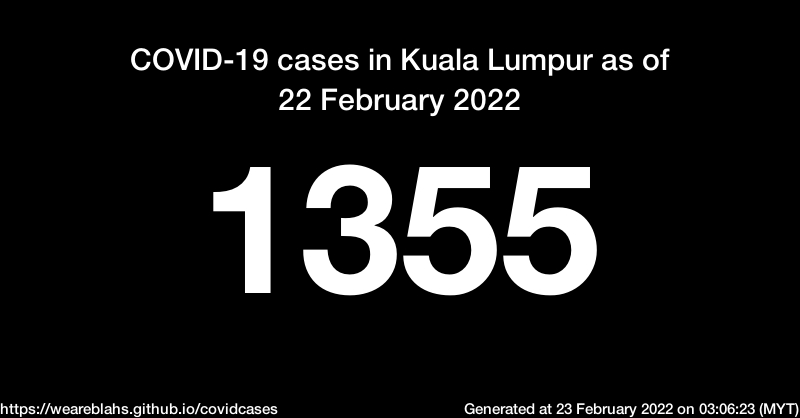 COVID-19 cases in Kuala Lumpur as of
22 February 2022
1355
https://weareblahs.github.io/covidcases
Generated at 23 February 2022 on 03:06:23 (MYT)